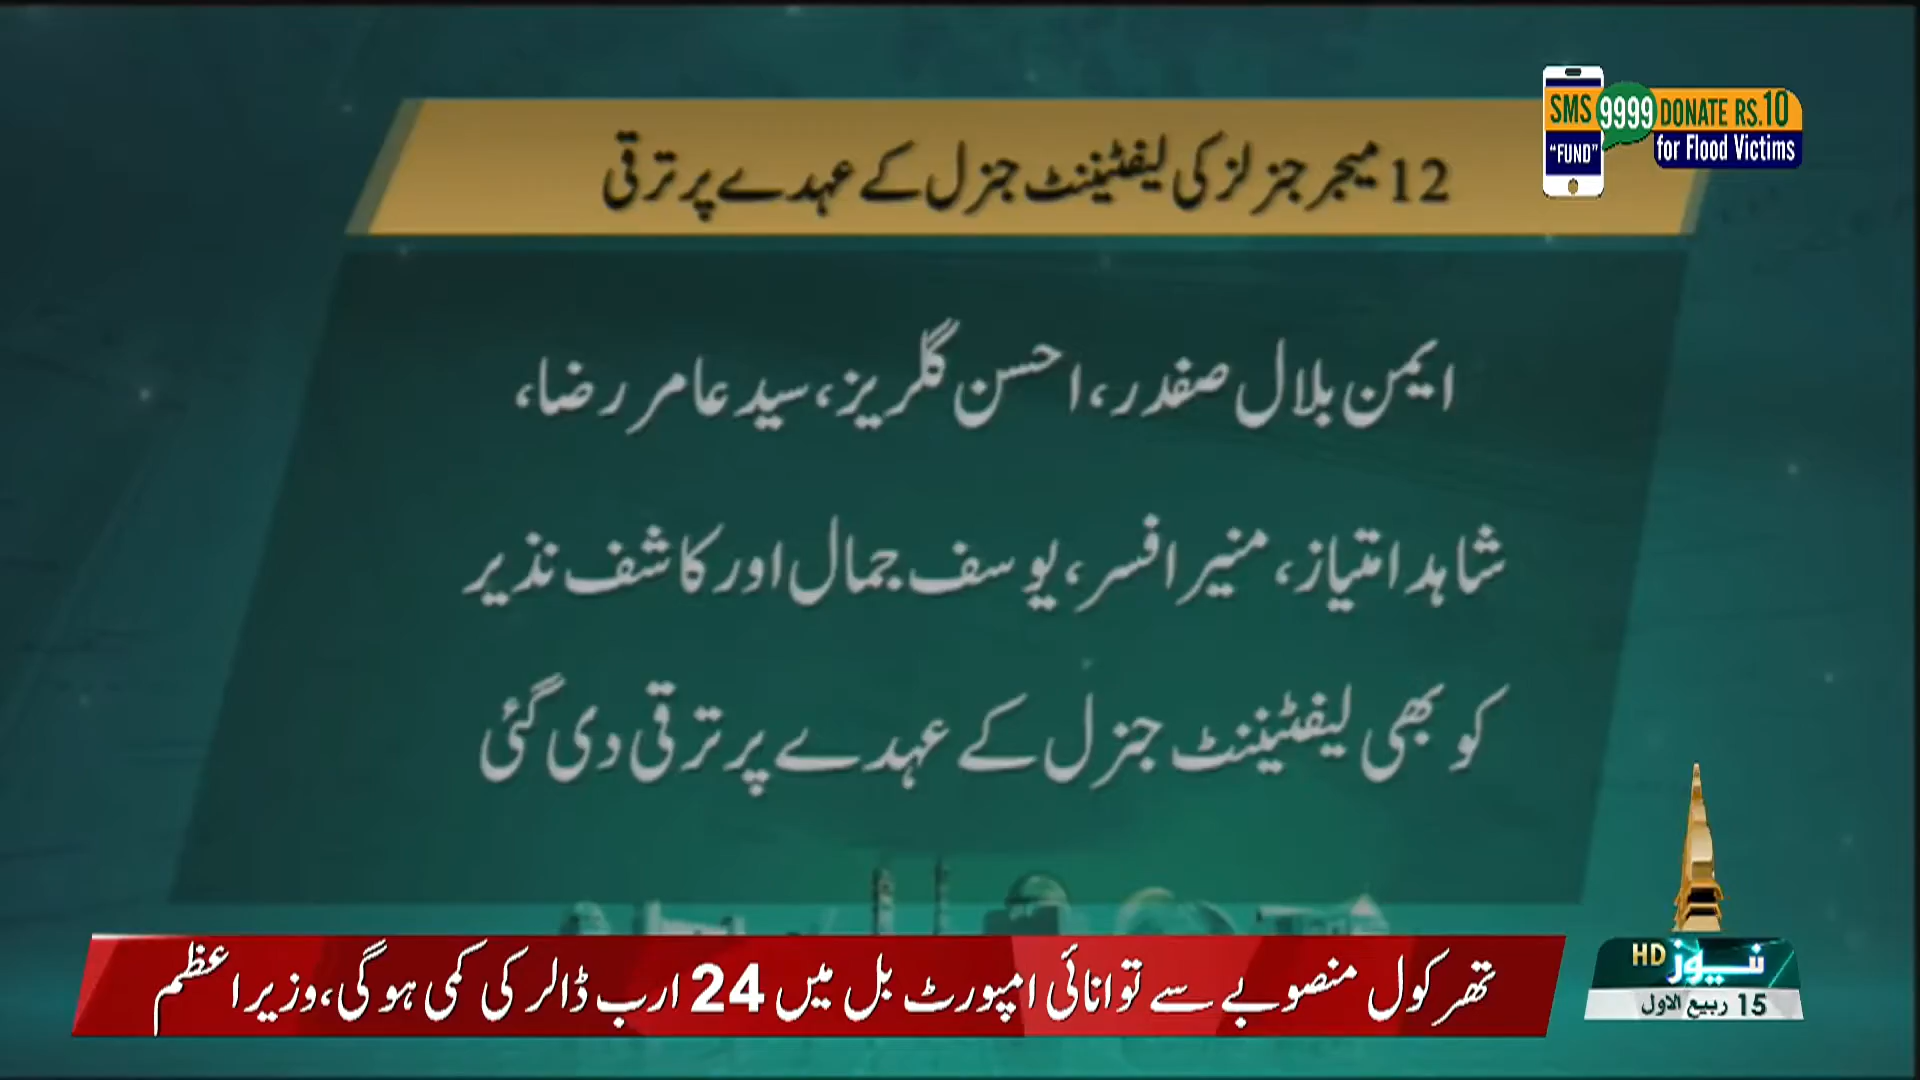 SMS 9999 DONATE RS.10
"FUND" for Flood Victims
12 میجر جنرلز کی لیفٹیننٹ جنرل کے عہدے پر ترقی
ایمن بلال صفدر، احسن گلریز، سید عامر رضا،
شاہد امتیاز، منیر افسر، یوسف جمال اور کاشف نذیر
کو بھی لیفٹیننٹ جنرل کے عہدے پر ترقی دی گئی
تھر کول منصوبے سے توانائی امپورٹ بل میں 24 ارب ڈالر کی کمی ہوگی، وزیراعظم
نیوز HD
15 ربیع الاول